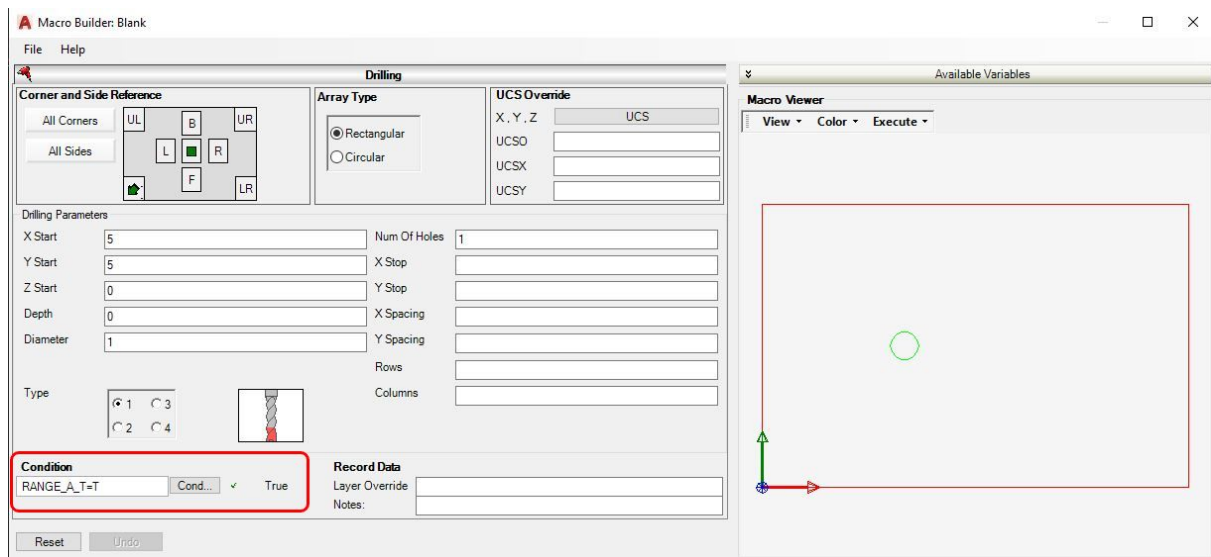 Macro Builder: Blank
File Help
Drilling
Corner and Side Reference
All Corners
All Sides
UL
B
UR
L
R
F
LR
Array Type
Rectangular
Circular
UCS Override
X, Y, Z UCS
UCSO
UCSX
UCSY
Drilling Parameters
X Start 5
Y Start 5
Z Start 0
Depth 0
Diameter 1
Type
1 3
2 4
Num Of Holes 1
X Stop
Y Stop
X Spacing
Y Spacing
Rows
Columns
Condition
RANGE_A_T=T Cond... True
Record Data
Layer Override
Notes:
Reset Undo
Available Variables
Macro Viewer
View Color Execute